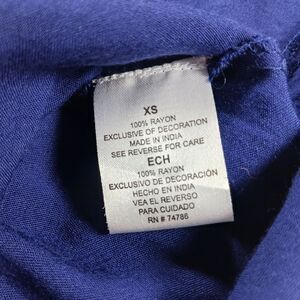 XS
100% RAYON
EXCLUSIVE OF DECORATION
MADE IN INDIA
SEE REVERSE FOR CARE
ECH
100% RAYON
EXCLUSIVO DE DECORACIÓN
HECHO EN INDIA
VEA EL REVERSO
PARA CUIDADO
RN # 74786